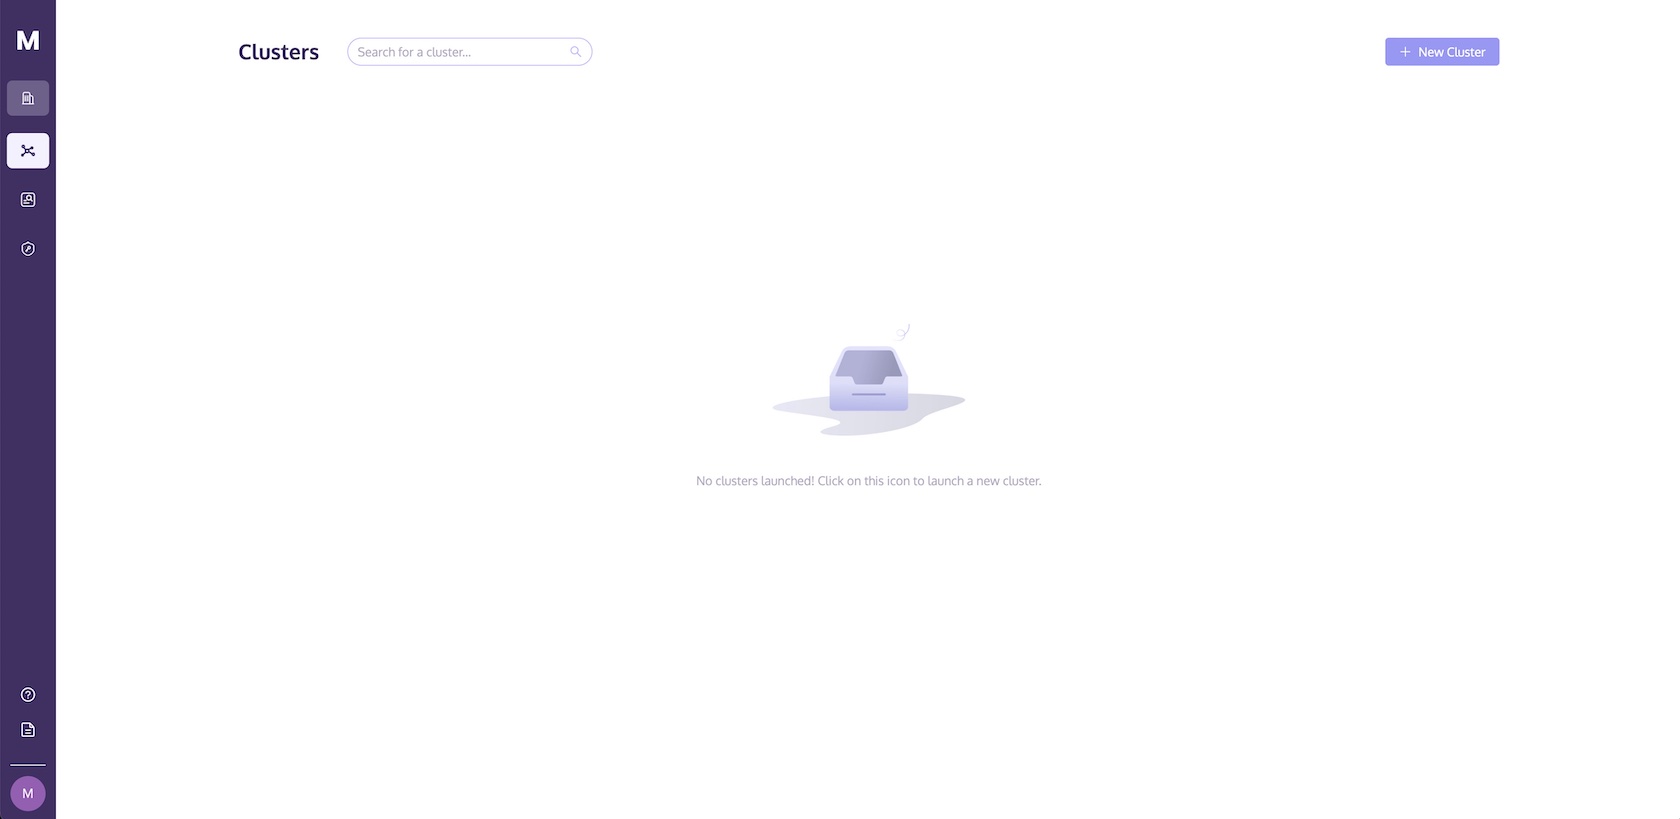 M
Clusters
Search for a cluster...
New Cluster
No clusters launched! Click on this icon to launch a new cluster.
M